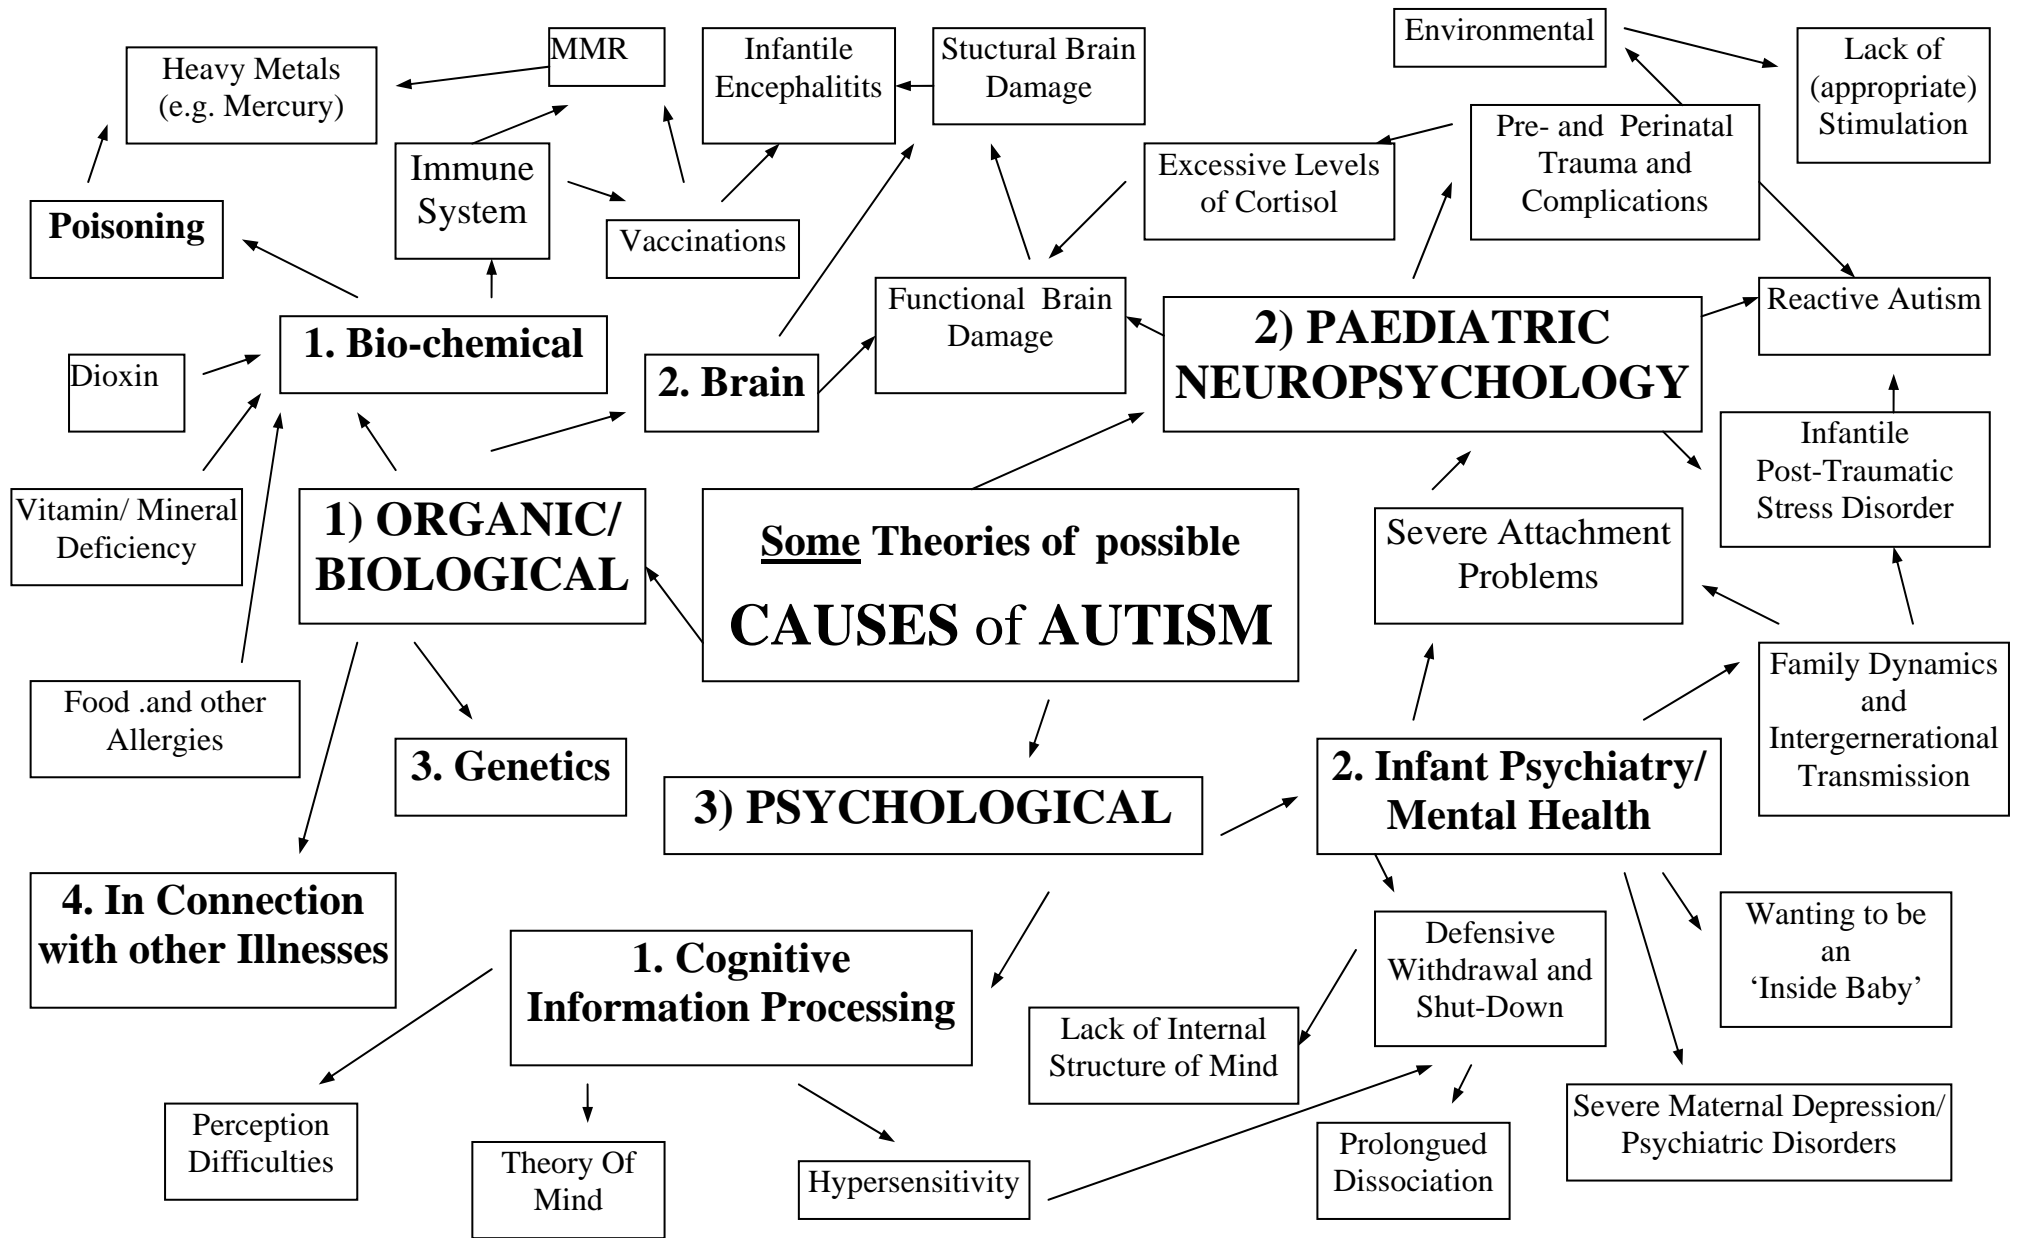 Environmental
MMR
Infantile
Encephalitits
Stuctural Brain
Damage
Lack of
(appropriate)
Stimulation
Heavy Metals
(e.g. Mercury)
Pre- and Perinatal
Trauma and
Complications
Immune
System
Excessive Levels
of Cortisol
Poisoning
Vaccinations
Functional Brain
Damage
Reactive Autism
2) PAEDIATRIC
NEUROPSYCHOLOGY
1. Bio-chemical
Dioxin
2. Brain
Infantile
Post-Traumatic
Stress Disorder
Vitamin/ Mineral
Deficiency
1) ORGANIC/
BIOLOGICAL
Some Theories of possible
CAUSES of AUTISM
Severe Attachment
Problems
Family Dynamics
and
Intergernerational
Transmission
Food .and other
Allergies
3. Genetics
3) PSYCHOLOGICAL
2. Infant Psychiatry/
Mental Health
4. In Connection
with other Illnesses
1. Cognitive
Information Processing
Defensive
Withdrawal and
Shut-Down
Wanting to be
an
‘Inside Baby’
Lack of Internal
Structure of Mind
Perception
Difficulties
Theory Of
Mind
Hypersensitivity
Prolongued
Dissociation
Severe Maternal Depression/
Psychiatric Disorders